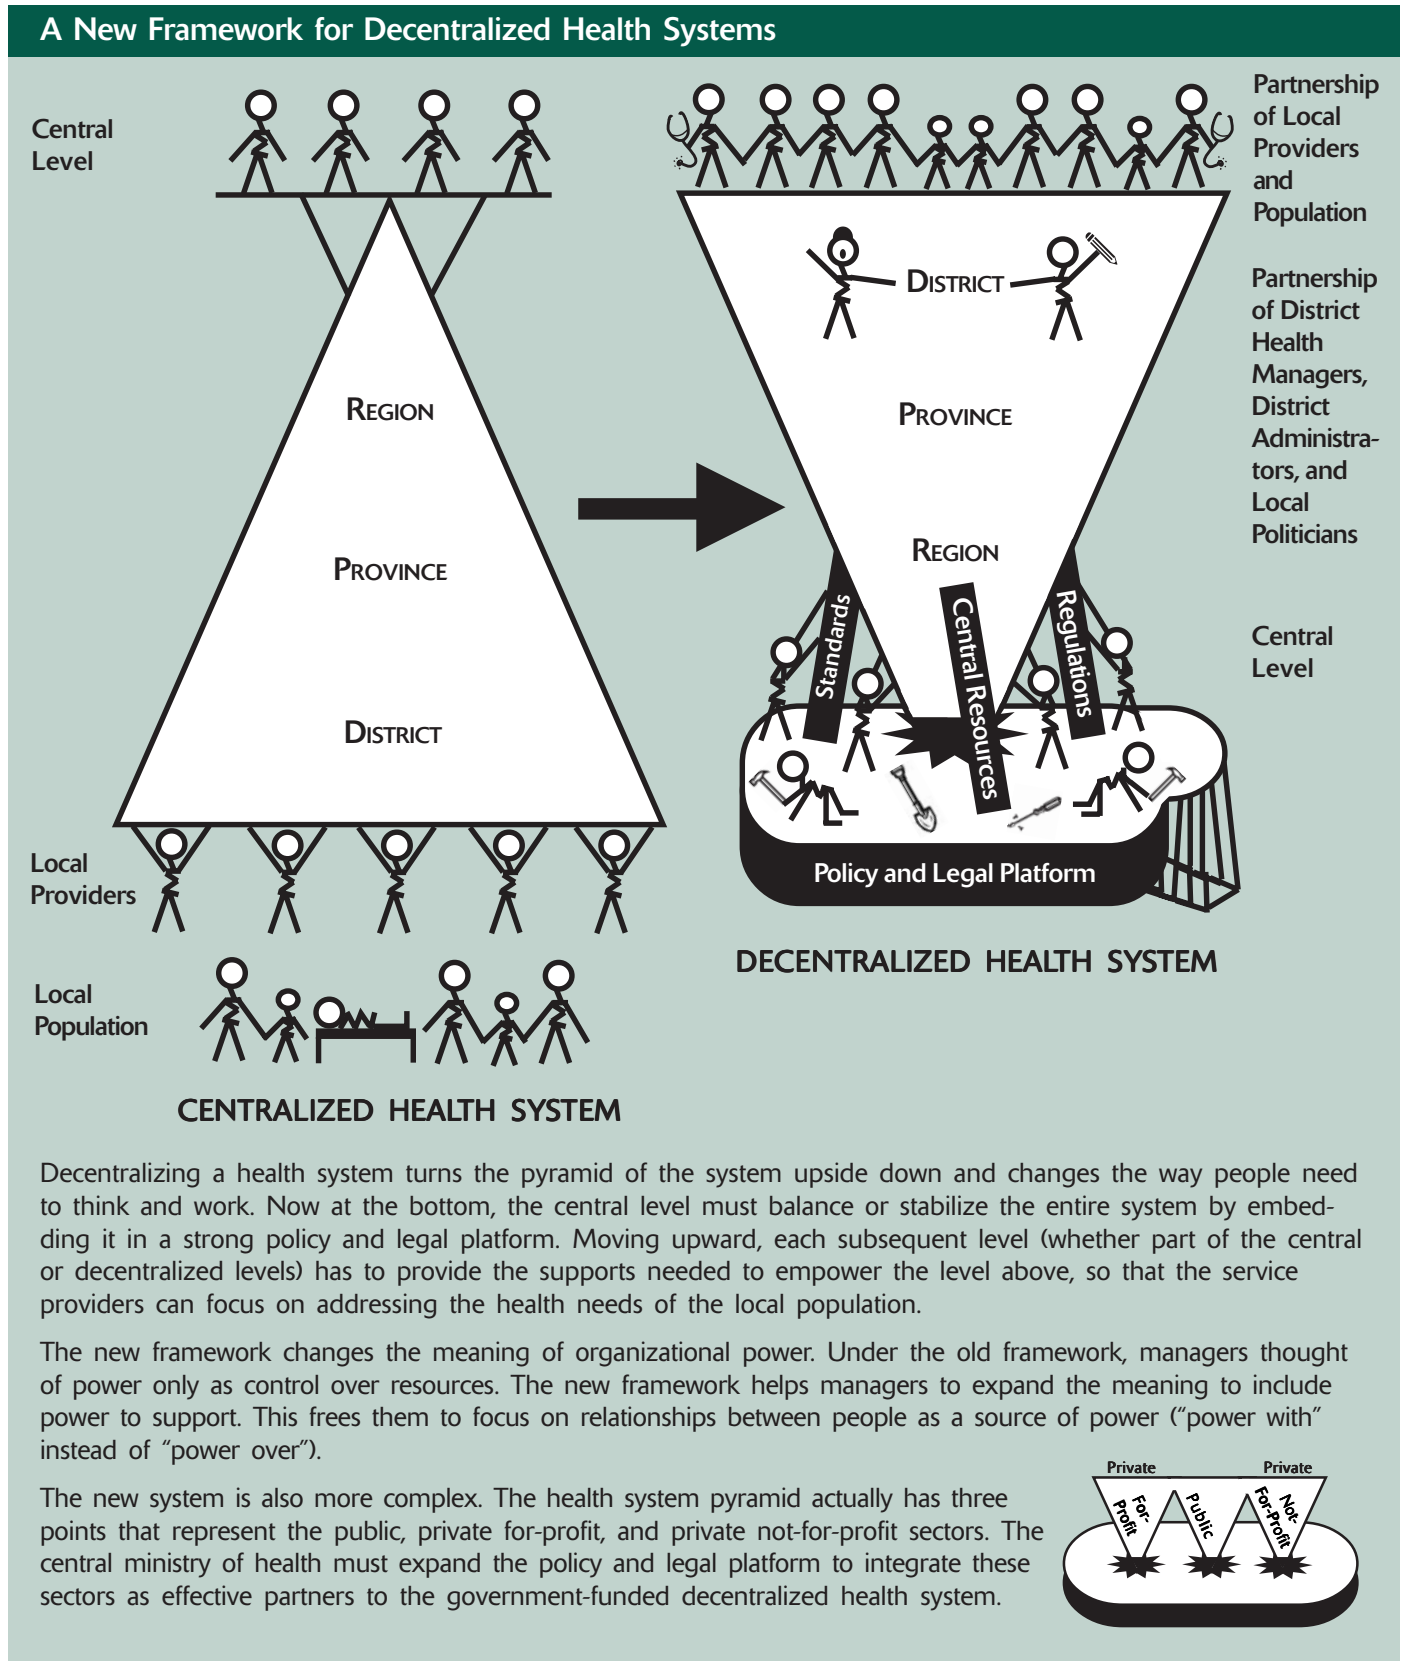 A New Framework for Decentralized Health Systems
Central
Level
REGION
PROVINCE
DISTRICT
Local
Providers
Local
Population
CENTRALIZED HEALTH SYSTEM
Partnership
of Local
Providers
and
Population
DISTRICT
PROVINCE
REGION
Partnership
of District
Health
Managers,
District
Administra-
tors, and
Local
Politicians
Standards
Central Resources
Regulations
Central
Level
Policy and Legal Platform
DECENTRALIZED HEALTH SYSTEM
Decentralizing a health system turns the pyramid of the system upside down and changes the way people need
to think and work. Now at the bottom, the central level must balance or stabilize the entire system by embed-
ding it in a strong policy and legal platform. Moving upward, each subsequent level (whether part of the central
or decentralized levels) has to provide the supports needed to empower the level above, so that the service
providers can focus on addressing the health needs of the local population.
The new framework changes the meaning of organizational power. Under the old framework, managers thought
of power only as control over resources. The new framework helps managers to expand the meaning to include
power to support. This frees them to focus on relationships between people as a source of power (“power with”
instead of “power over”).
The new system is also more complex. The health system pyramid actually has three
points that represent the public, private for-profit, and private not-for-profit sectors. The
central ministry of health must expand the policy and legal platform to integrate these
sectors as effective partners to the government-funded decentralized health system.
Private
Private
For-
Profit
Public
Not-
For-Profit